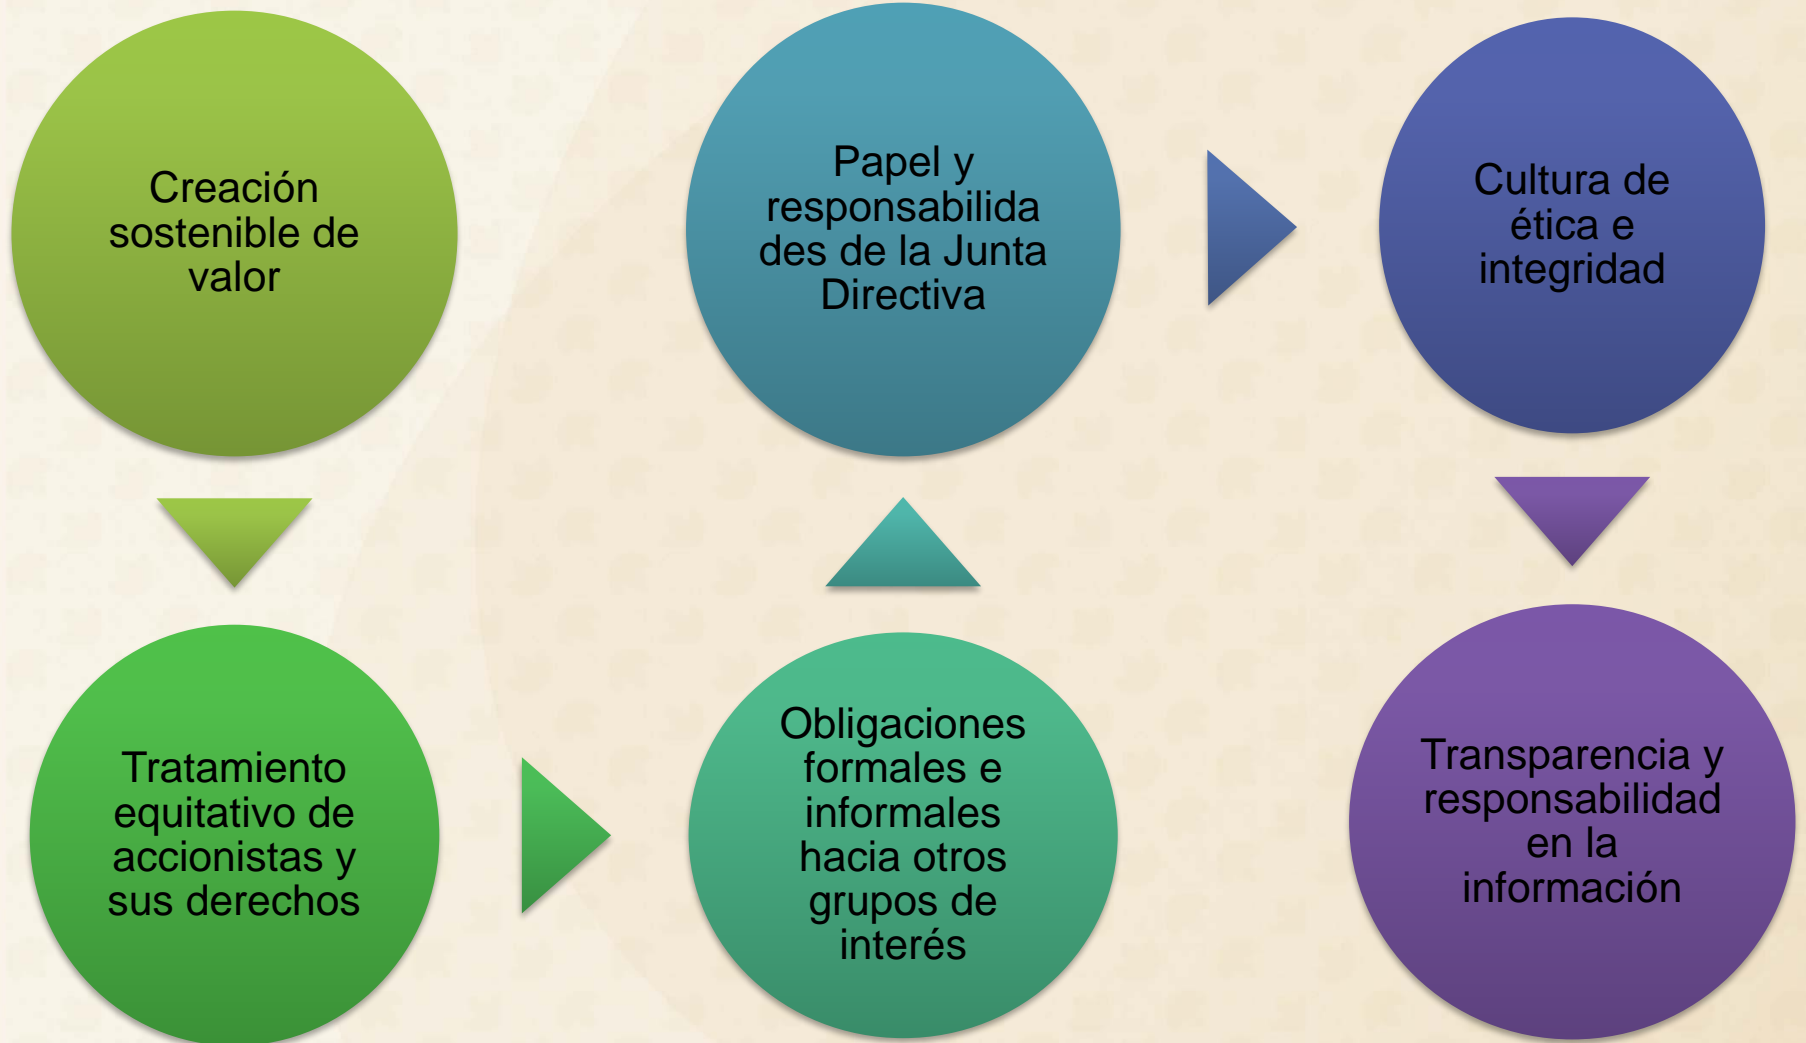 Creación
sostenible de
valor
Tratamiento
equitativo de
accionistas y
sus derechos
Obligaciones
formales e
informales
hacia otros
grupos de
interés
Papel y
responsabilida
des de la Junta
Directiva
Cultura de
ética e
integridad
Transparencia y
responsabilidad
en la
información